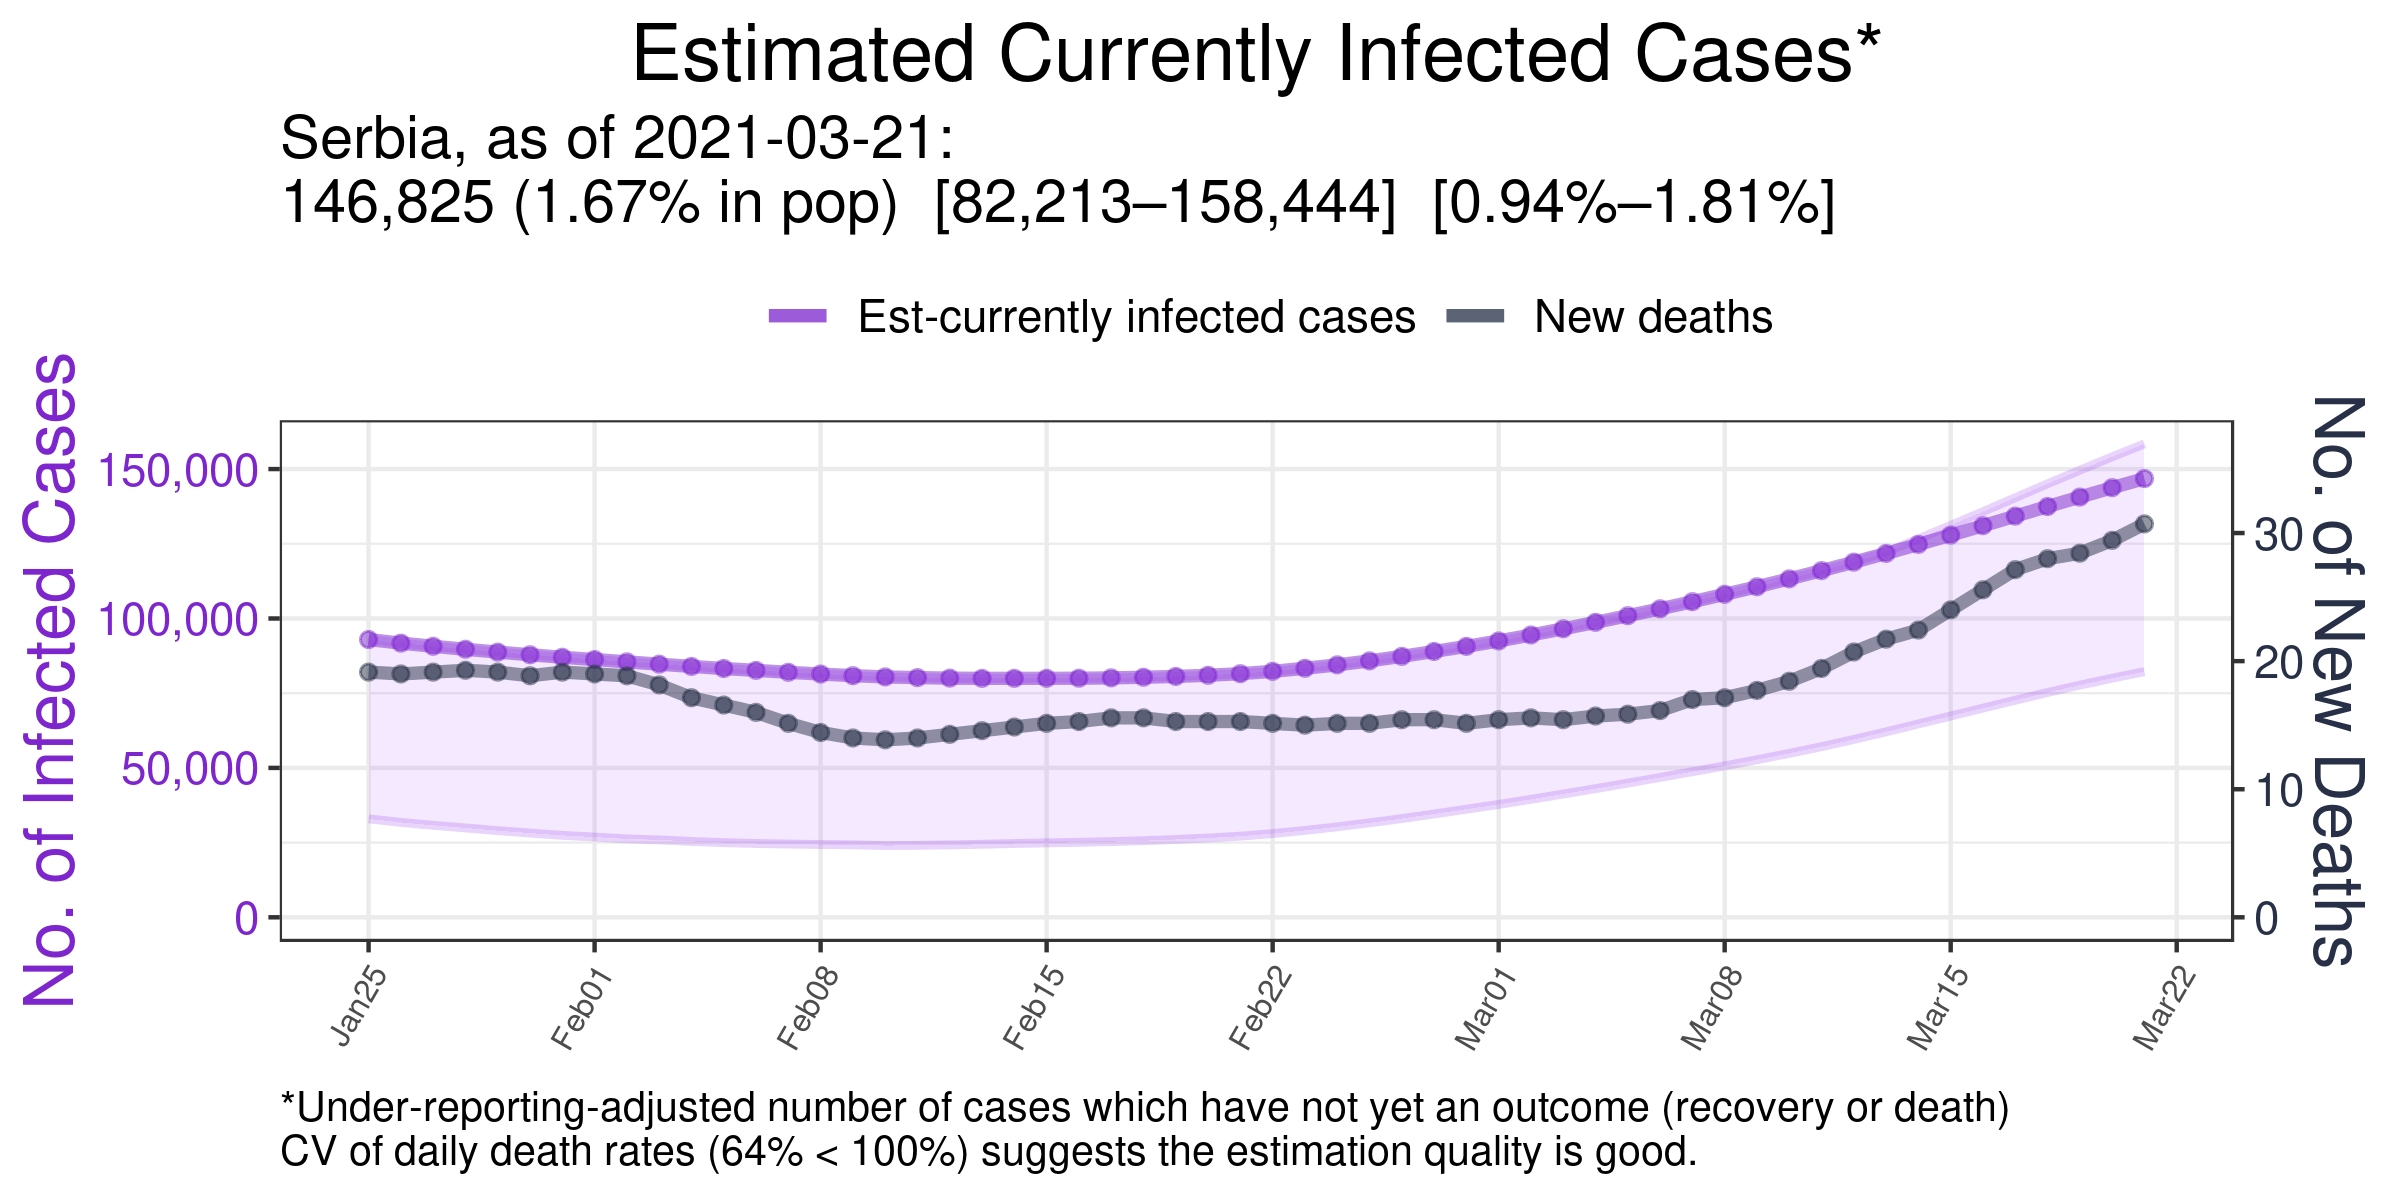 Estimated Currently Infected Cases*
Serbia, as of 2021-03-21:
146,825 (1.67% in pop) [82,213–158,444] [0.94%–1.81%]
Est-currently infected cases
New deaths
No. of Infected Cases
150,000
100,000
50,000
0
No. of New Deaths
30
20
10
0
Jan25
Feb01
Feb08
Feb15
Feb22
Mar01
Mar08
Mar15
Mar22
*Under-reporting-adjusted number of cases which have not yet an outcome (recovery or death)
CV of daily death rates (64% < 100%) suggests the estimation quality is good.